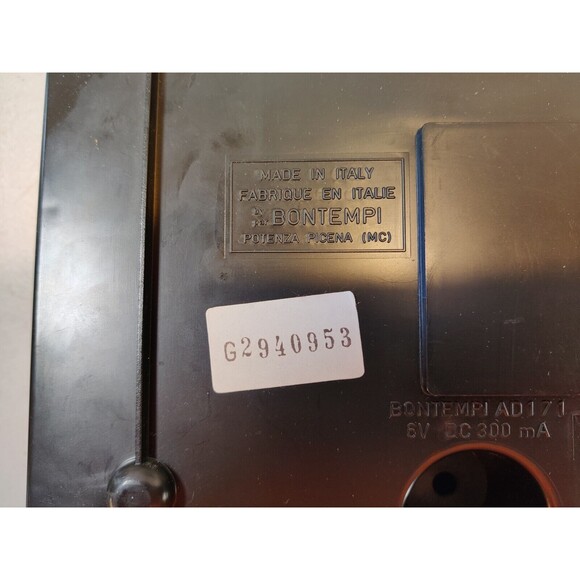 MADE IN ITALY
FABRIQUE EN ITALIE
BONTEMPI
POTENZA PICENA (MC)
G2940953
BONTEMPI AD171
6V DC 300 mA